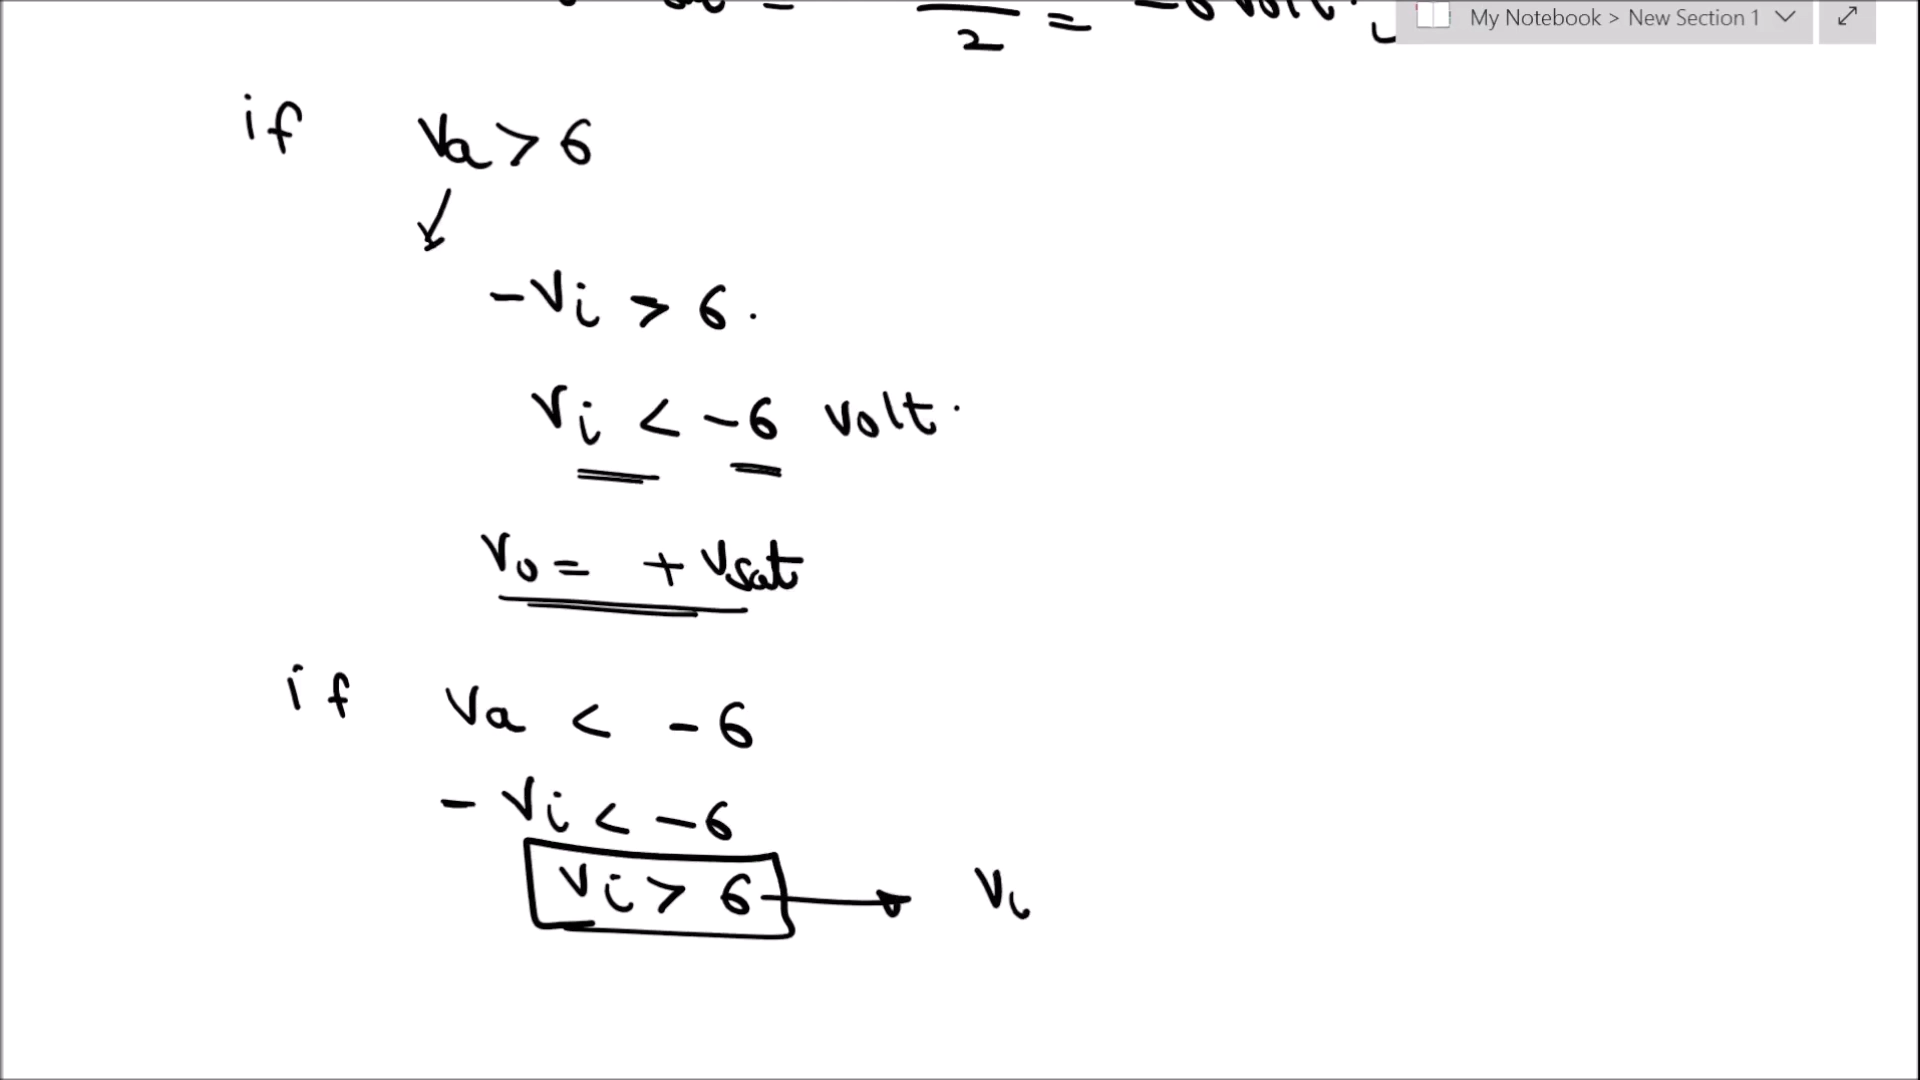 My Notebook > New Section 1
2 =
if Va > 6
-Vi > 6.
Vi < -6 volt.
Vo = + Vsat
if Va < -6
- Vi < -6
Vi > 6 → Vi